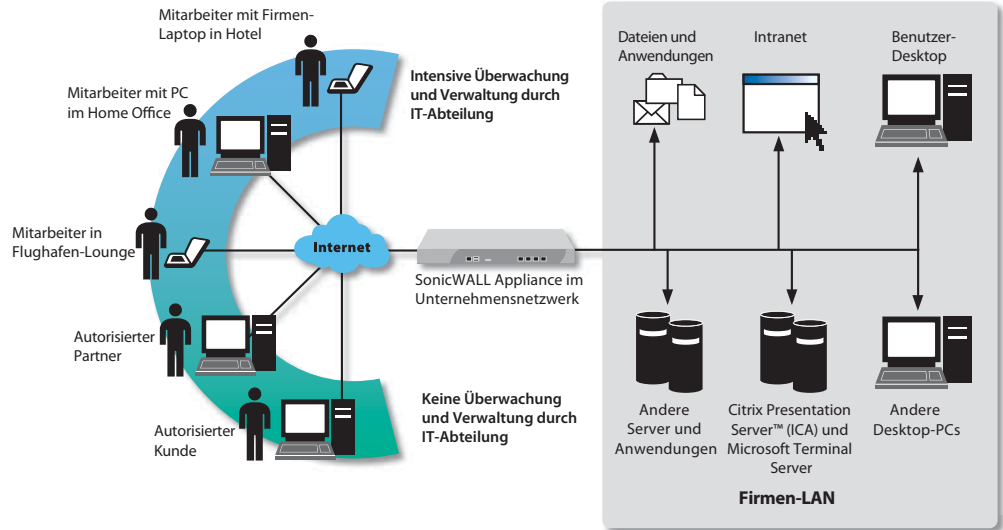 Mitarbeiter mit Firmen-
Laptop in Hotel
Mitarbeiter mit PC
im Home Office
Mitarbeiter in
Flughafen-Lounge
Autorisierter
Partner
Autorisierter
Kunde
Intensive Überwachung
und Verwaltung durch
IT-Abteilung
Internet
SonicWALL Appliance im
Unternehmensnetzwerk
Keine Überwachung
und Verwaltung durch
IT-Abteilung
Dateien und
Anwendungen
Intranet
Benutzer-
Desktop
Andere
Server und
Anwendungen
Citrix Presentation
Server™ (ICA) und
Microsoft Terminal
Server
Andere
Desktop-PCs
Firmen-LAN